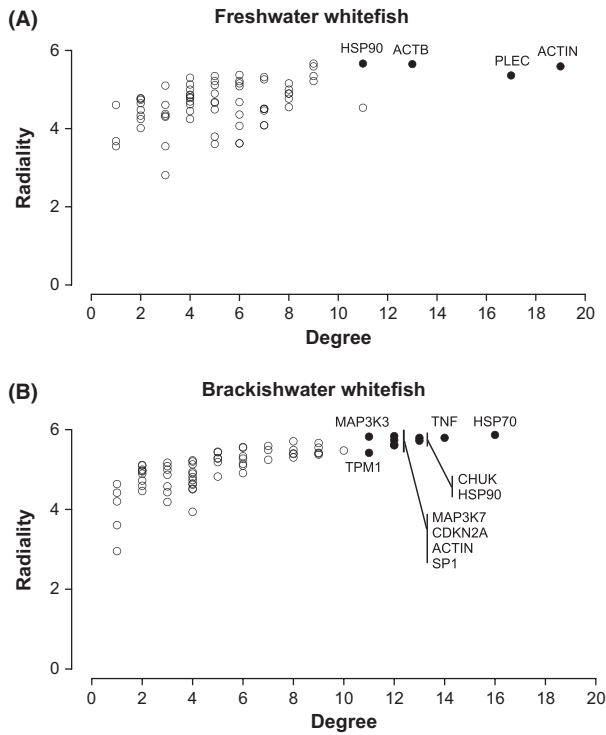 (A)
Freshwater whitefish
HSP90 ACTB PLEC ACTIN
Radiality
6
4
2
0
0 2 4 6 8 10 12 14 16 18 20
Degree
(B)
Brackishwater whitefish
MAP3K3 TNF HSP70
TPM1
CHUK
HSP90
MAP3K7
CDKN2A
ACTIN
SP1
Radiality
6
4
2
0
0 2 4 6 8 10 12 14 16 18 20
Degree